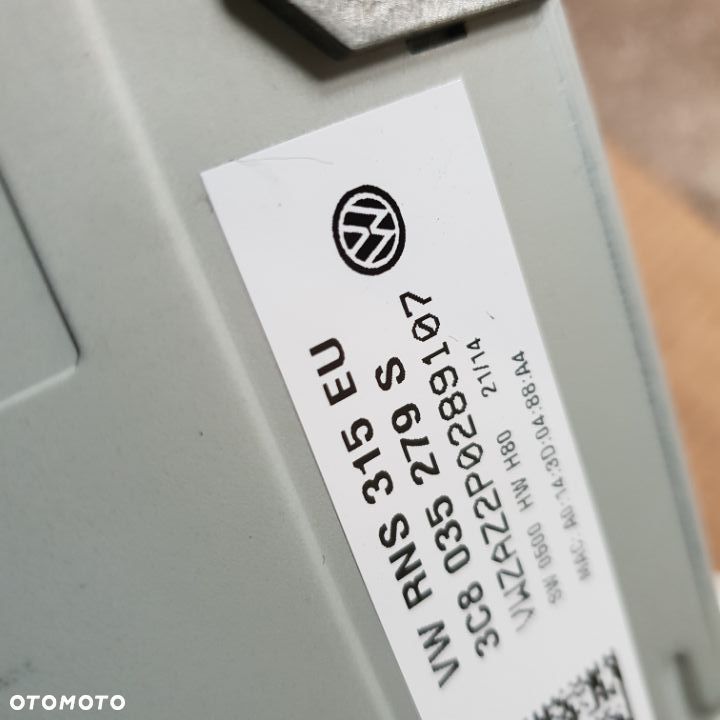 VW RNS 315 EU
3C8 035 279 S
VWZAZ2P0289107
SW 0500 HW H80 21/14
MAC: A0:14:3D:04:88:A4
OTOMOTO